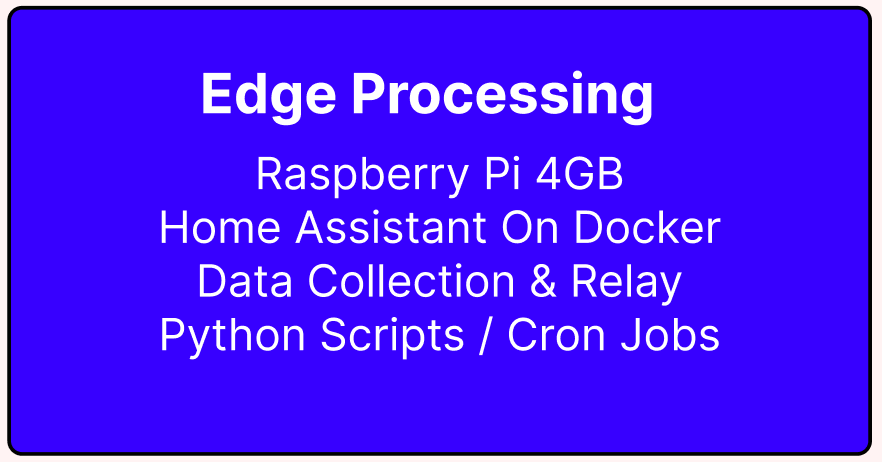 Edge Processing
Raspberry Pi 4GB
Home Assistant On Docker
Data Collection & Relay
Python Scripts / Cron Jobs